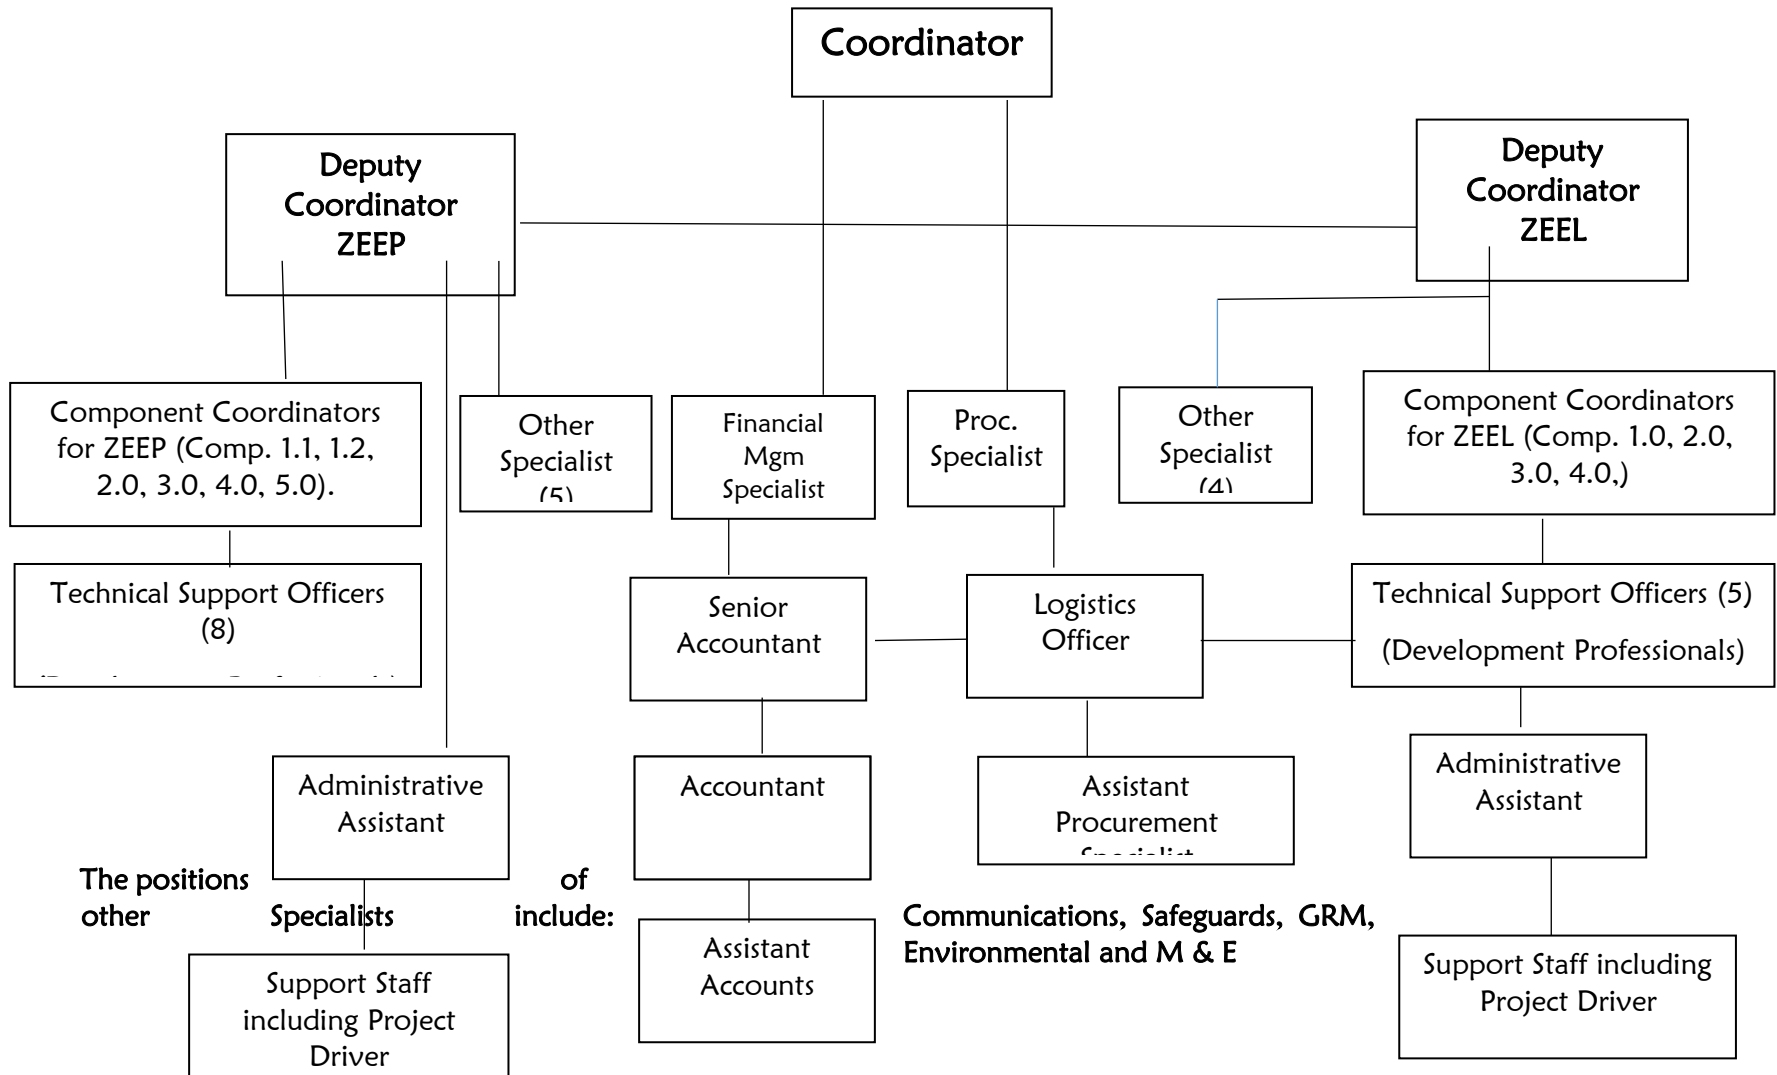 Coordinator
Deputy
Coordinator
ZEEP
Deputy
Coordinator
ZEEL
Component Coordinators
for ZEEP (Comp. 1.1, 1.2,
2.0, 3.0, 4.0, 5.0).
Other
Specialist
(5)
Financial
Mgm
Specialist
Proc.
Specialist
Other
Specialist
(4)
Component Coordinators
for ZEEL (Comp. 1.0, 2.0,
3.0, 4.0,)
Technical Support Officers
(8)
Senior
Accountant
Logistics
Officer
Technical Support Officers (5)
(Development Professionals)
Administrative
Assistant
Accountant
Assistant
Procurement
Specialist
Administrative
Assistant
The positions of
other Specialists include:
Communications, Safeguards, GRM,
Environmental and M & E
Support Staff
including Project
Driver
Assistant
Accounts
Support Staff including
Project Driver